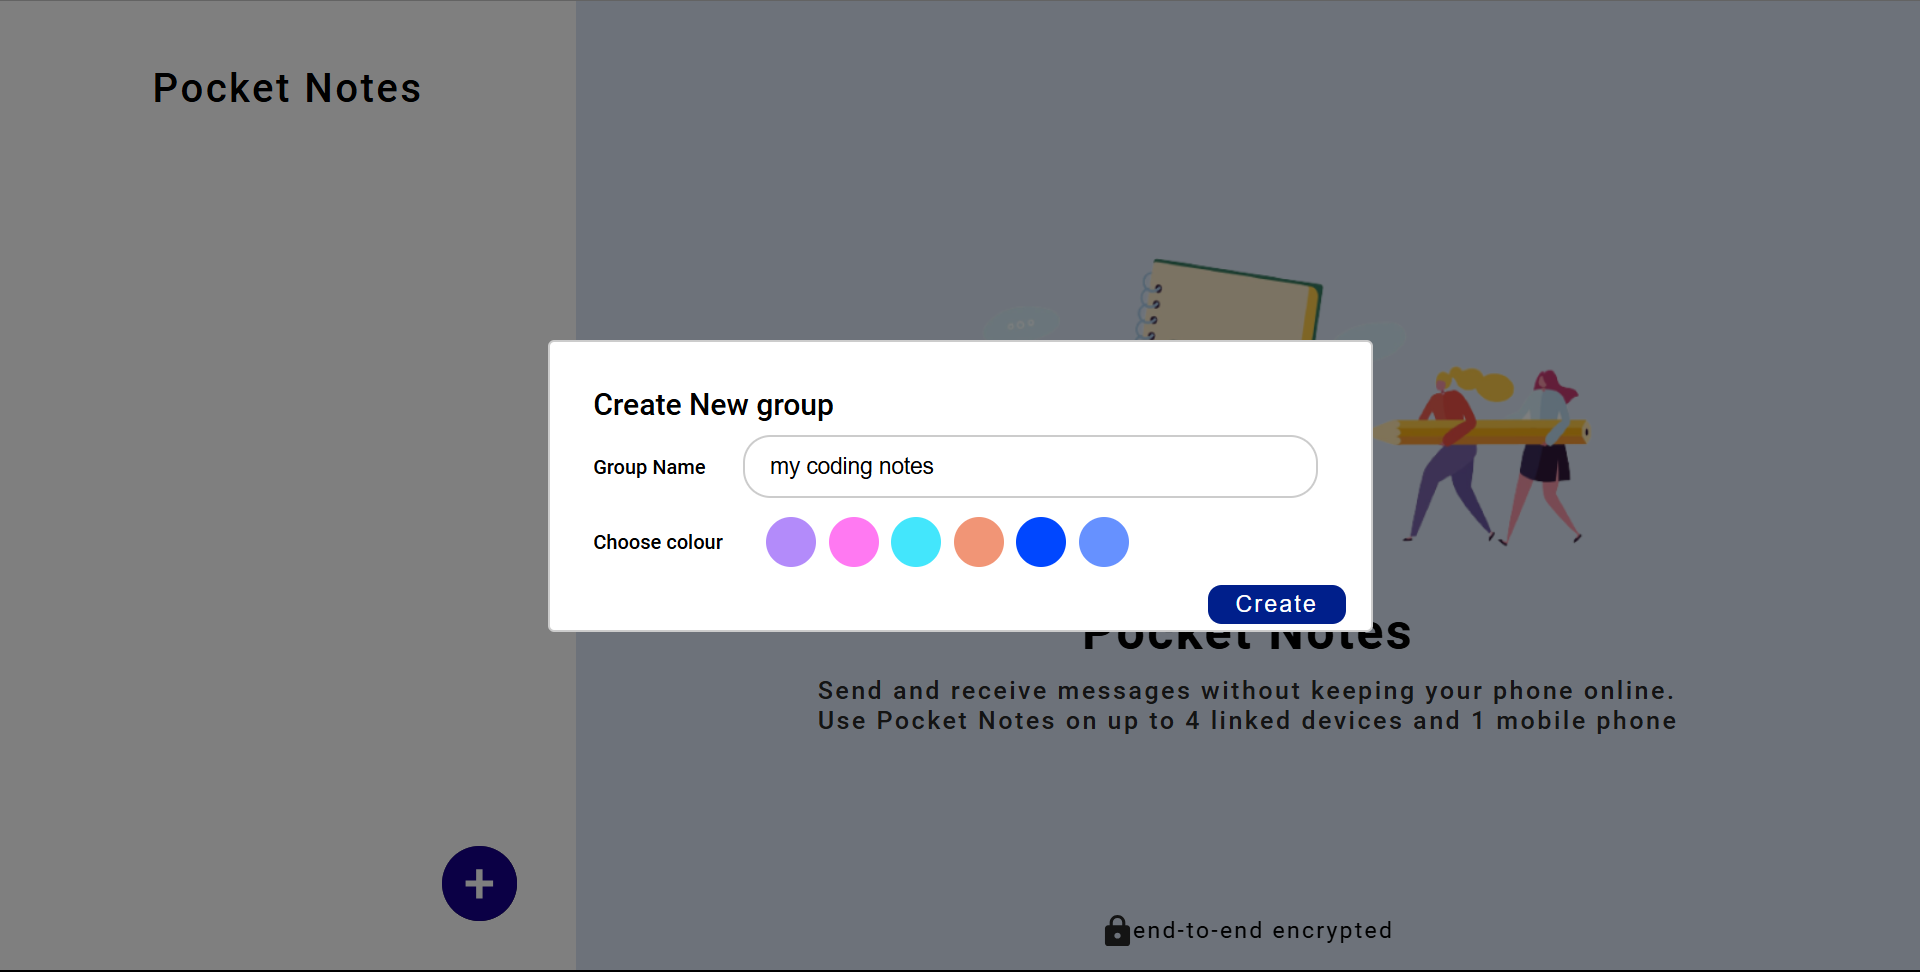 Pocket Notes
Create New group
Group Name
my coding notes
Choose colour
Create
Pocket Notes
Send and receive messages without keeping your phone online.
Use Pocket Notes on up to 4 linked devices and 1 mobile phone
end-to-end encrypted